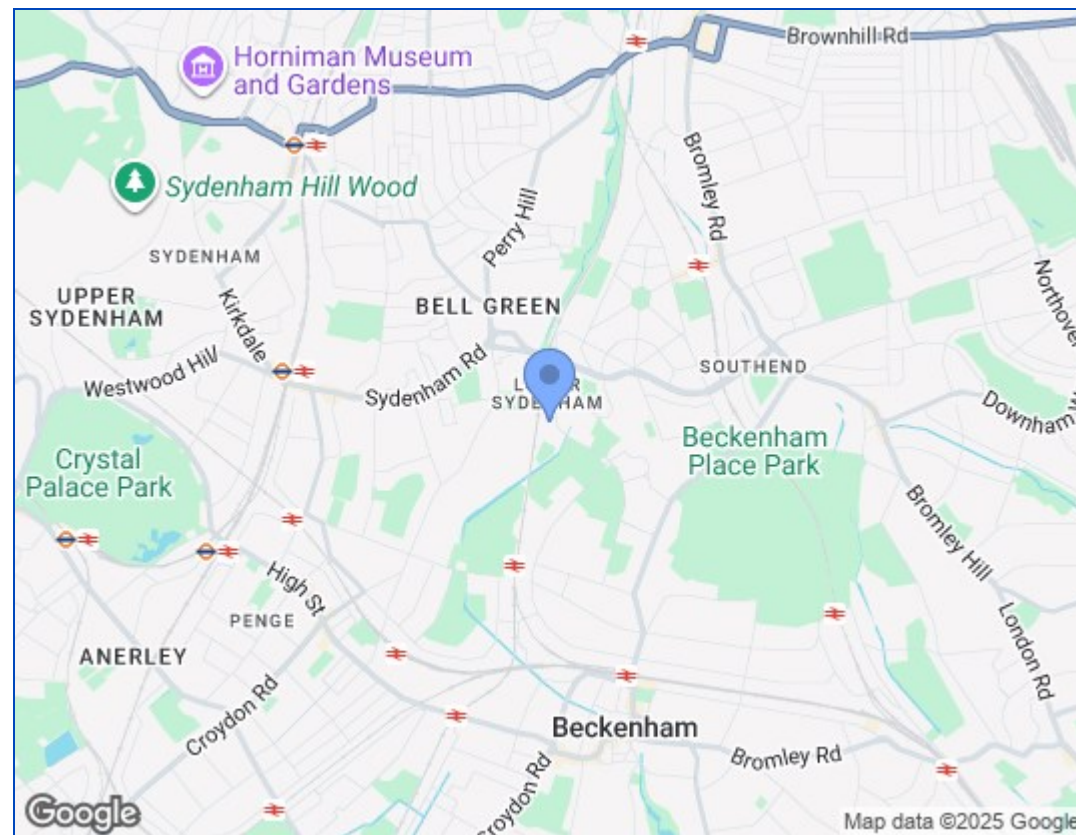 Brownhill Rd
Horniman Museum
and Gardens
Bromley Rd
Sydenham Hill Wood
Perry Hill
SYDENHAM
UPPER
SYDENHAM
Kirkdale
BELL GREEN
Northover
Westwood Hill
Sydenham Rd
SOUTHEND
SYDENHAM
Downham
Beckenham
Place Park
Crystal
Palace Park
Bromley Hill
High St
PENGE
London Rd
ANERLEY
Croydon Rd
Beckenham
Bromley Rd
Croydon Rd
Google
Map data ©2025 Google